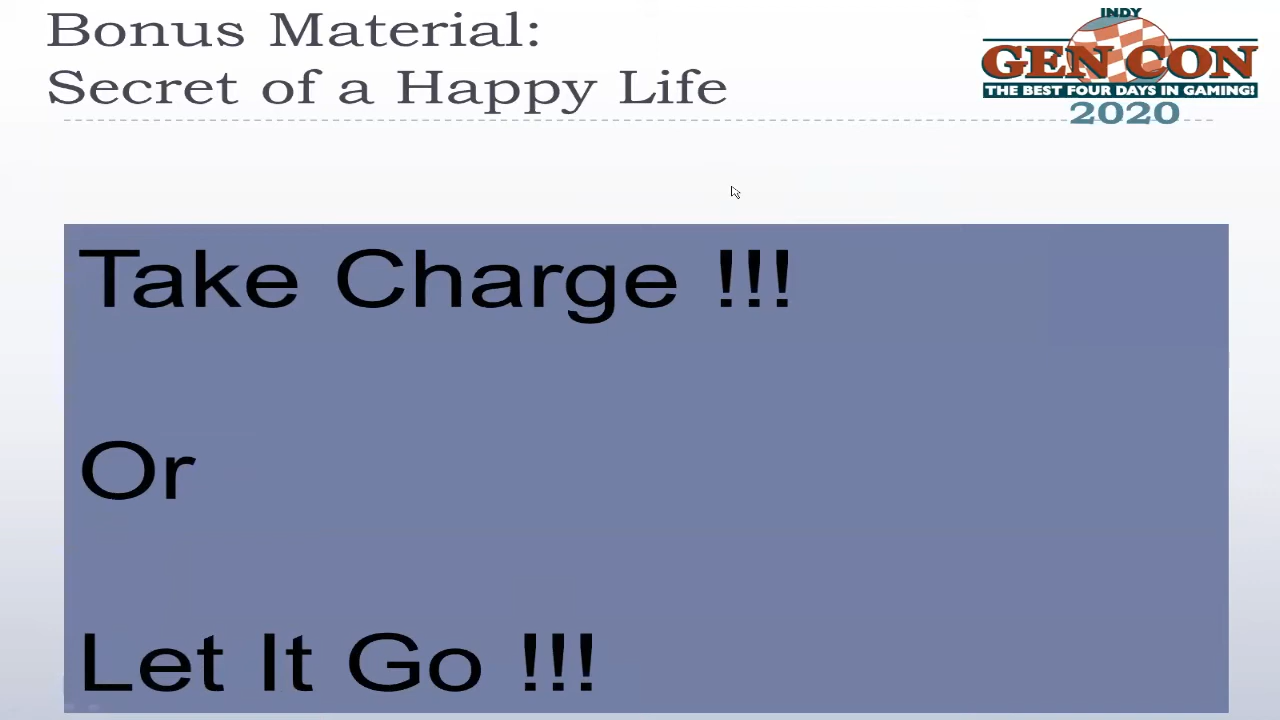 Bonus Material:
Secret of a Happy Life
INDY
GEN CON
THE BEST FOUR DAYS IN GAMING!
2020
Take Charge !!!
Or
Let It Go !!!